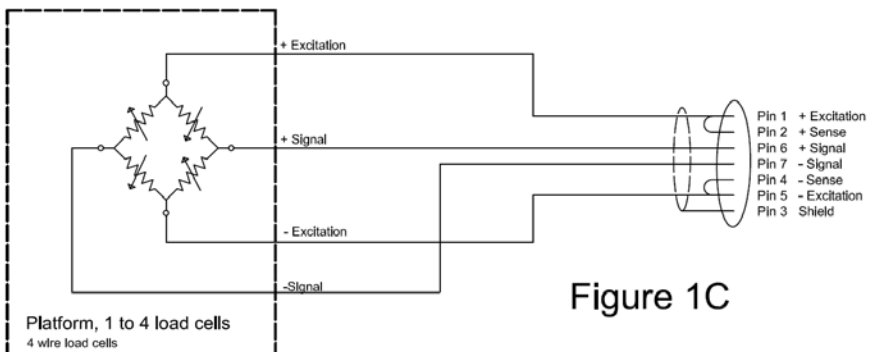 + Excitation
+ Signal
- Excitation
-Signal
Platform, 1 to 4 load cells
4 wire load cells
Pin 1 + Excitation
Pin 2 + Sense
Pin 6 + Signal
Pin 7 - Signal
Pin 4 - Sense
Pin 5 - Excitation
Pin 3 Shield
Figure 1C